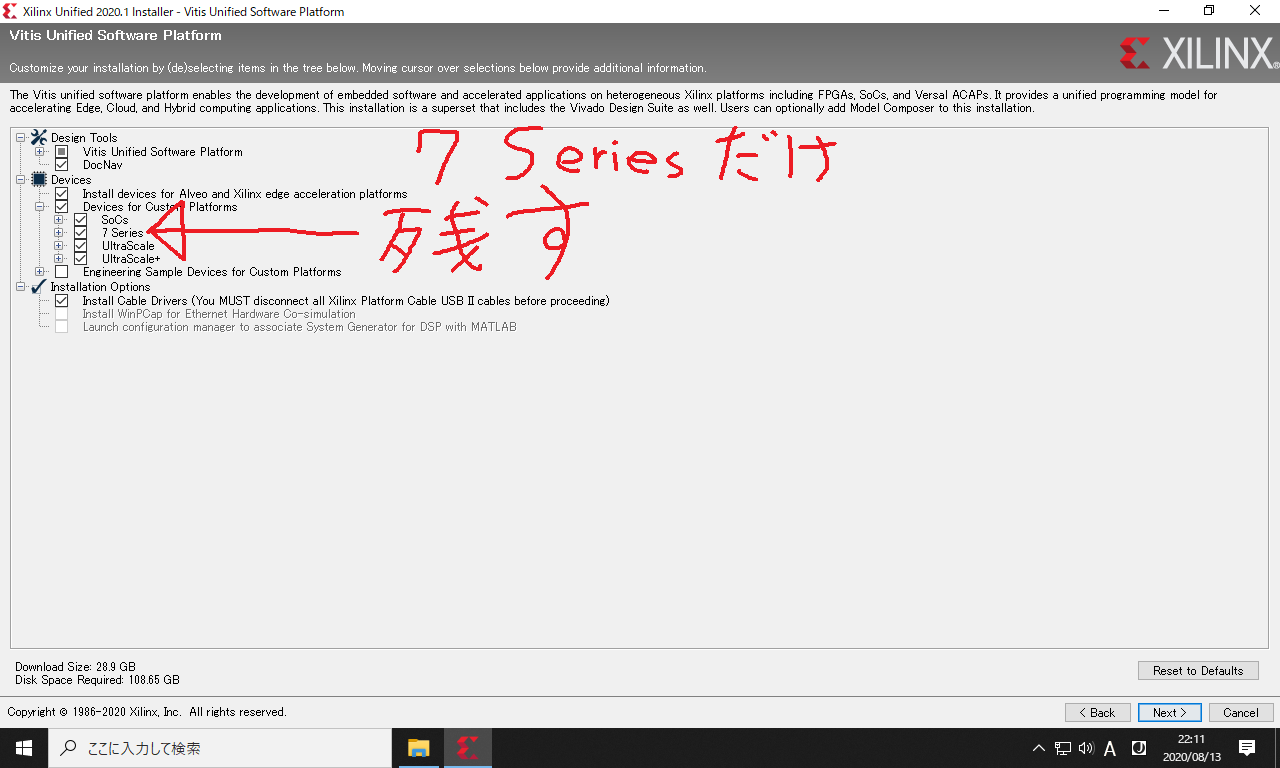 Xilinx Unified 2020.1 Installer - Vitis Unified Software Platform
Vitis Unified Software Platform
Customize your installation by (de)selecting items in the tree below. Moving cursor over selections below provide additional information.
XILINX®
The Vitis unified software platform enables the development of embedded software and accelerated applications on heterogeneous Xilinx platforms including FPGAs, SoCs, and Versal ACAPs. It provides a unified programming model for
accelerating Edge, Cloud, and Hybrid computing applications. This installation is a superset that includes the Vivado Design Suite as well. Users can optionally add Model Composer to this installation.
Design Tools
Vitis Unified Software Platform
DocNav
7 Seriesだけ
残す
Devices
Install devices for Alveo and Xilinx edge acceleration platforms
Devices for Custom Platforms
SoCs
7 Series
UltraScale
UltraScale+
Engineering Sample Devices for Custom Platforms
Installation Options
Install Cable Drivers (You MUST disconnect all Xilinx Platform Cable USB II cables before proceeding)
Install WinPCap for Ethernet Hardware Co-simulation
Launch configuration manager to associate System Generator for DSP with MATLAB
Download Size: 28.9 GB
Disk Space Required: 108.65 GB
Reset to Defaults
Copyright © 1986-2020 Xilinx, Inc. All rights reserved.
< Back
Next >
Cancel
ここに入力して検索
A
J
22:11
2020/08/13